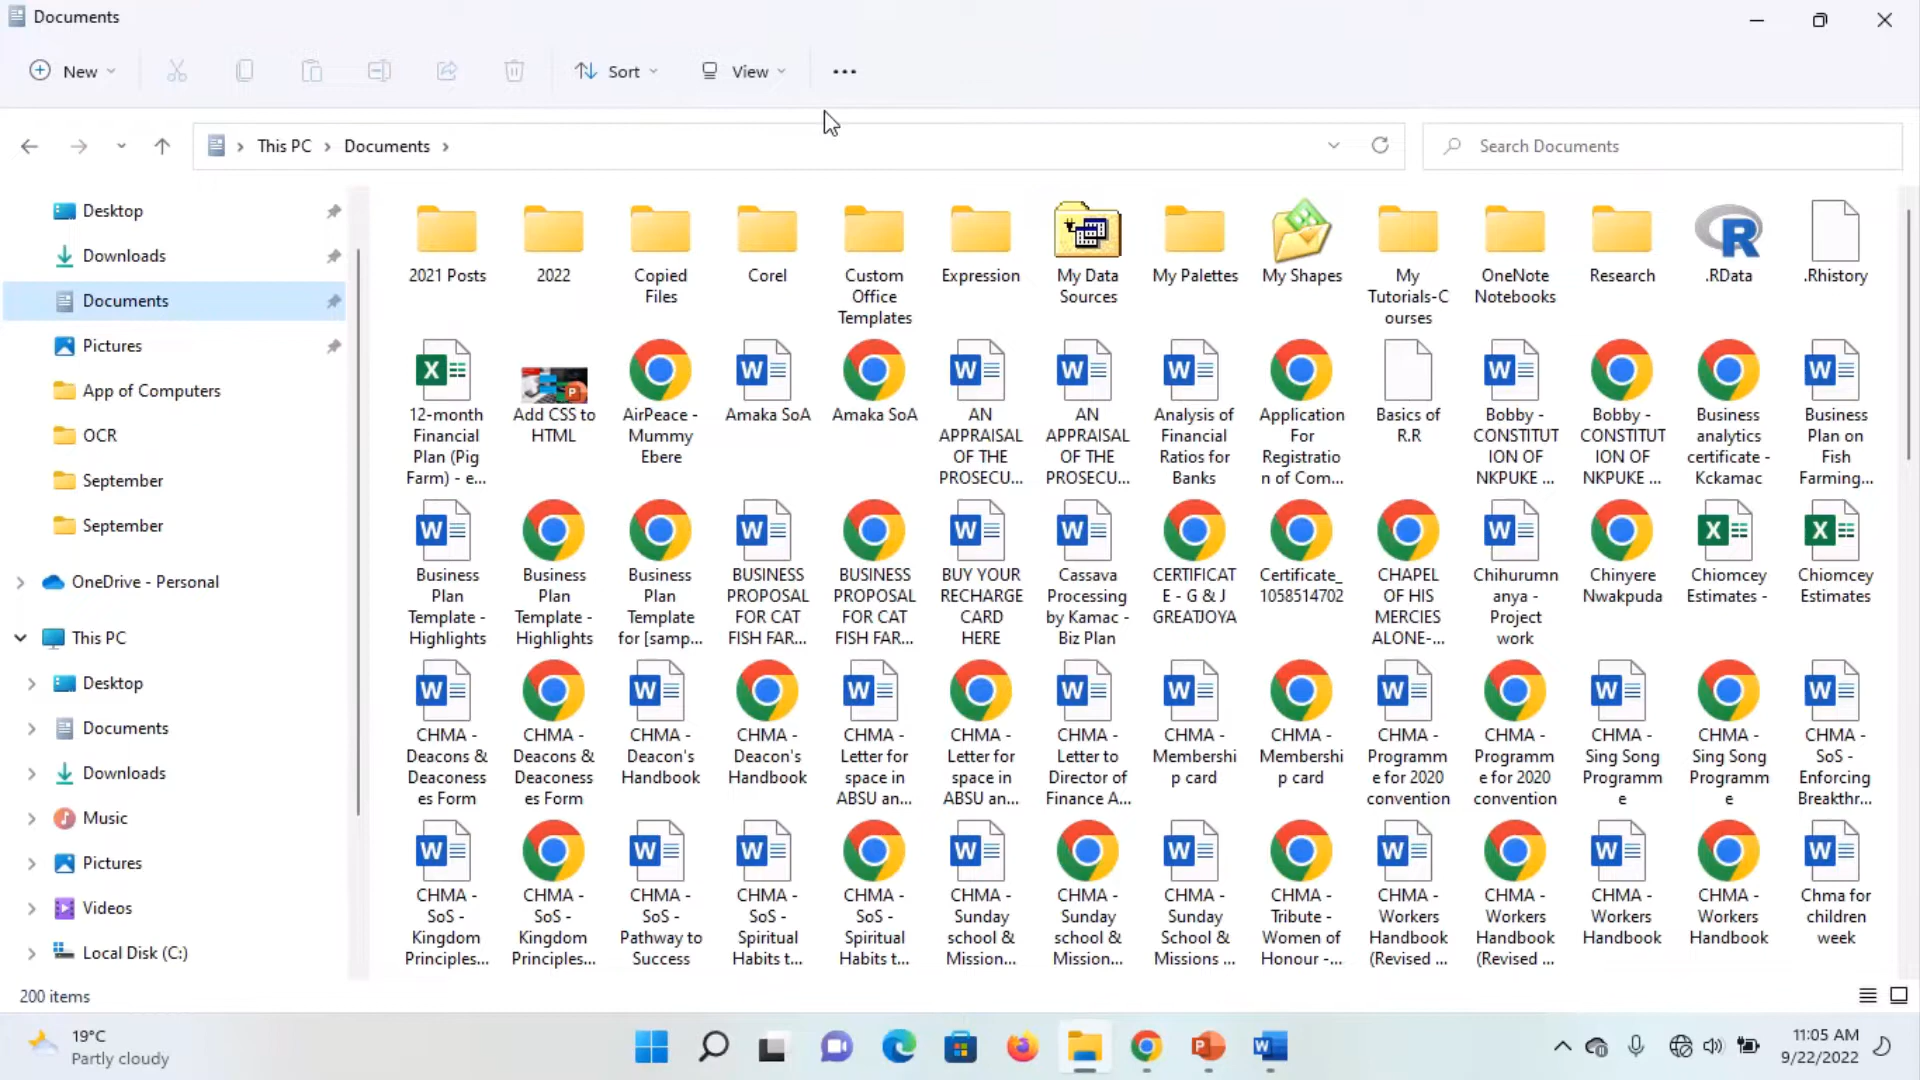 Documents
New
Sort
View
This PC
Documents
Search Documents
Desktop
Downloads
Documents
Pictures
App of Computers
OCR
September
September
OneDrive - Personal
This PC
Desktop
Documents
Downloads
Music
Pictures
Videos
Local Disk (C:)
2021 Posts
2022
Copied
Files
Corel
Custom
Office
Templates
Expression
My Data
Sources
My Palettes
My Shapes
My
Tutorials-C
ourses
OneNote
Notebooks
Research
.RData
.Rhistory
12-month
Financial
Plan (Pig
Farm) - e...
Add CSS to
HTML
AirPeace -
Mummy
Ebere
Amaka SoA
Amaka SoA
AN
APPRAISAL
OF THE
PROSECU...
AN
APPRAISAL
OF THE
PROSECU...
Analysis of
Financial
Ratios for
Banks
Application
For
Registratio
n of Com...
Basics of
R.R
Bobby -
CONSTITUT
ION OF
NKPUKE ...
Bobby -
CONSTITUT
ION OF
NKPUKE ...
Business
analytics
certificate -
Kckamac
Business
Plan on
Fish
Farming...
Business
Plan
Template -
Highlights
Business
Plan
Template -
Highlights
Business
Plan
Template
for [samp...
BUSINESS
PROPOSAL
FOR CAT
FISH FAR...
BUSINESS
PROPOSAL
FOR CAT
FISH FAR...
BUY YOUR
RECHARGE
CARD
HERE
Cassava
Processing
by Kamac -
Biz Plan
CERTIFICAT
E - G & J
GREATJOYA
Certificate_
1058514702
CHAPEL
OF HIS
MERCIES
ALONE-...
Chihurumn
anya -
Project
work
Chinyere
Nwakpuda
Chiomcey
Estimates -
Chiomcey
Estimates
CHMA -
Deacons &
Deaconess
es Form
CHMA -
Deacons &
Deaconess
es Form
CHMA -
Deacon's
Handbook
CHMA -
Deacon's
Handbook
CHMA -
Letter for
space in
ABSU an...
CHMA -
Letter for
space in
ABSU an...
CHMA -
Letter to
Director of
Finance A...
CHMA -
Membershi
p card
CHMA -
Membershi
p card
CHMA -
Programm
e for 2020
convention
CHMA -
Programm
e for 2020
convention
CHMA -
Sing Song
Programm
e
CHMA -
Sing Song
Programm
e
CHMA -
SoS -
Enforcing
Breakthr...
CHMA -
SoS -
Kingdom
Principles...
CHMA -
SoS -
Kingdom
Principles...
CHMA -
SoS -
Pathway to
Success
CHMA -
SoS -
Spiritual
Habits t...
CHMA -
SoS -
Spiritual
Habits t...
CHMA -
Sunday
school &
Mission...
CHMA -
Sunday
school &
Mission...
CHMA -
Sunday
School &
Missions ...
CHMA -
Tribute -
Women of
Honour -...
CHMA -
Workers
Handbook
(Revised ...
CHMA -
Workers
Handbook
(Revised ...
CHMA -
Workers
Handbook
CHMA -
Workers
Handbook
Chma for
children
week
200 items
19°C
Partly cloudy
11:05 AM
9/22/2022